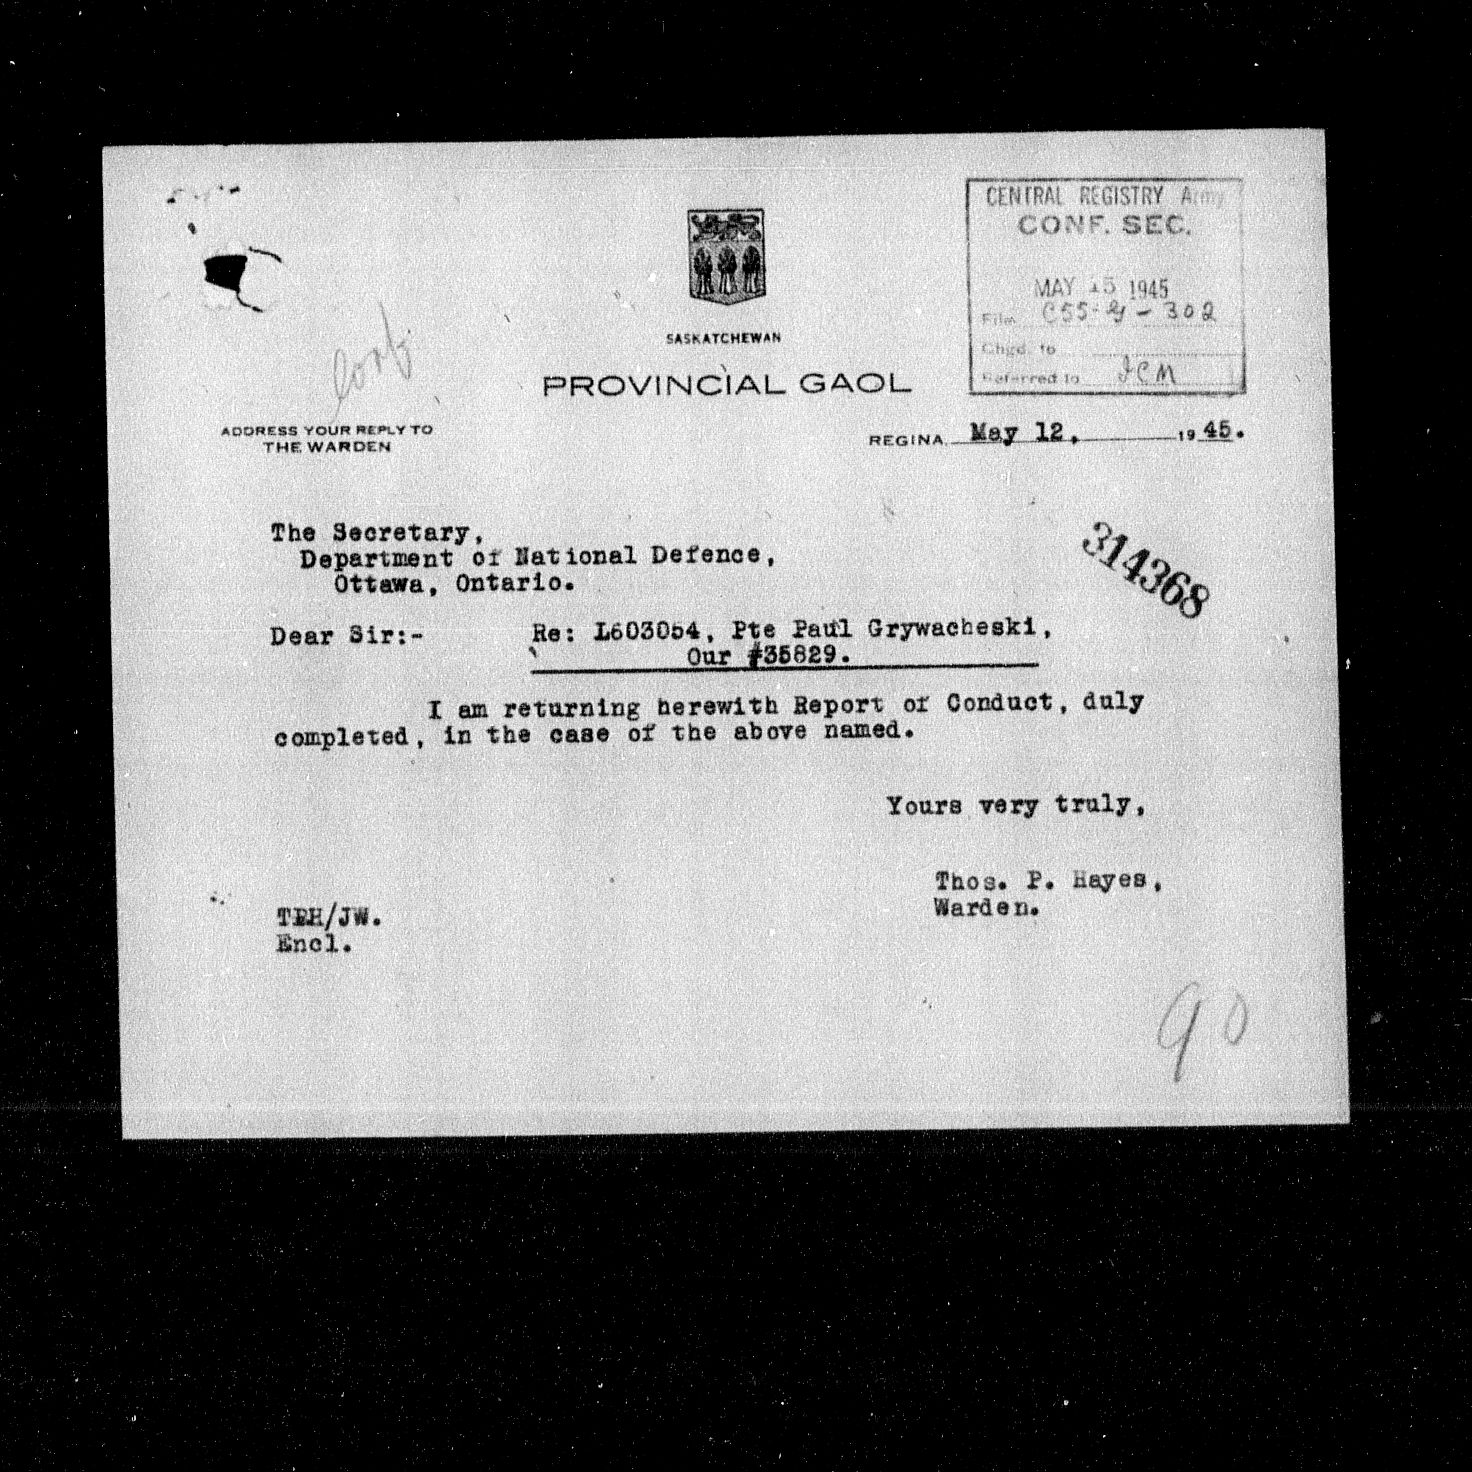 CENTRAL REGISTRY Army
CONF. SEC.
MAY 15 1945
File C55-4-302
Chgd. to
Referred to JCM
SASKATCHEWAN
PROVINCIAL GAOL
ADDRESS YOUR REPLY TO
THE WARDEN
REGINA, May 12, 1945.
314368
The Secretary,
Department of National Defence,
Ottawa, Ontario.
Dear Sir:- Re: L603054, Pte Paul Grywacheski,
Our #35829.
I am returning herewith Report of Conduct, duly
completed, in the case of the above named.
Yours very truly,
Thos. P. Hayes,
Warden.
TPH/JW.
Encl.
90